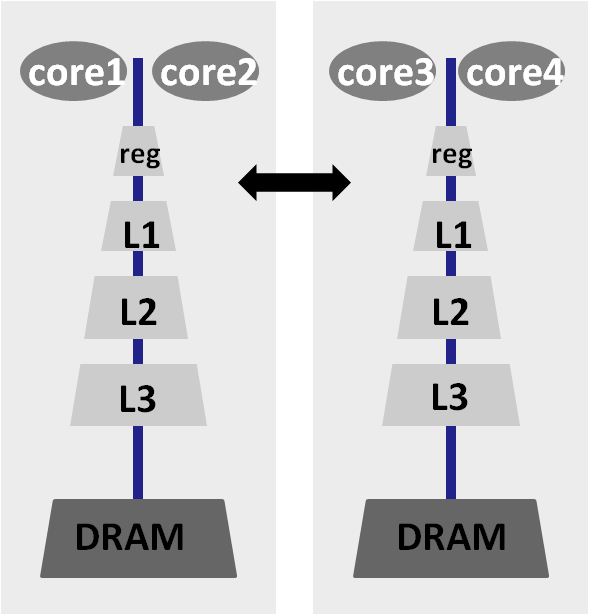 core1 core2
reg
L1
L2
L3
DRAM
core3 core4
reg
L1
L2
L3
DRAM